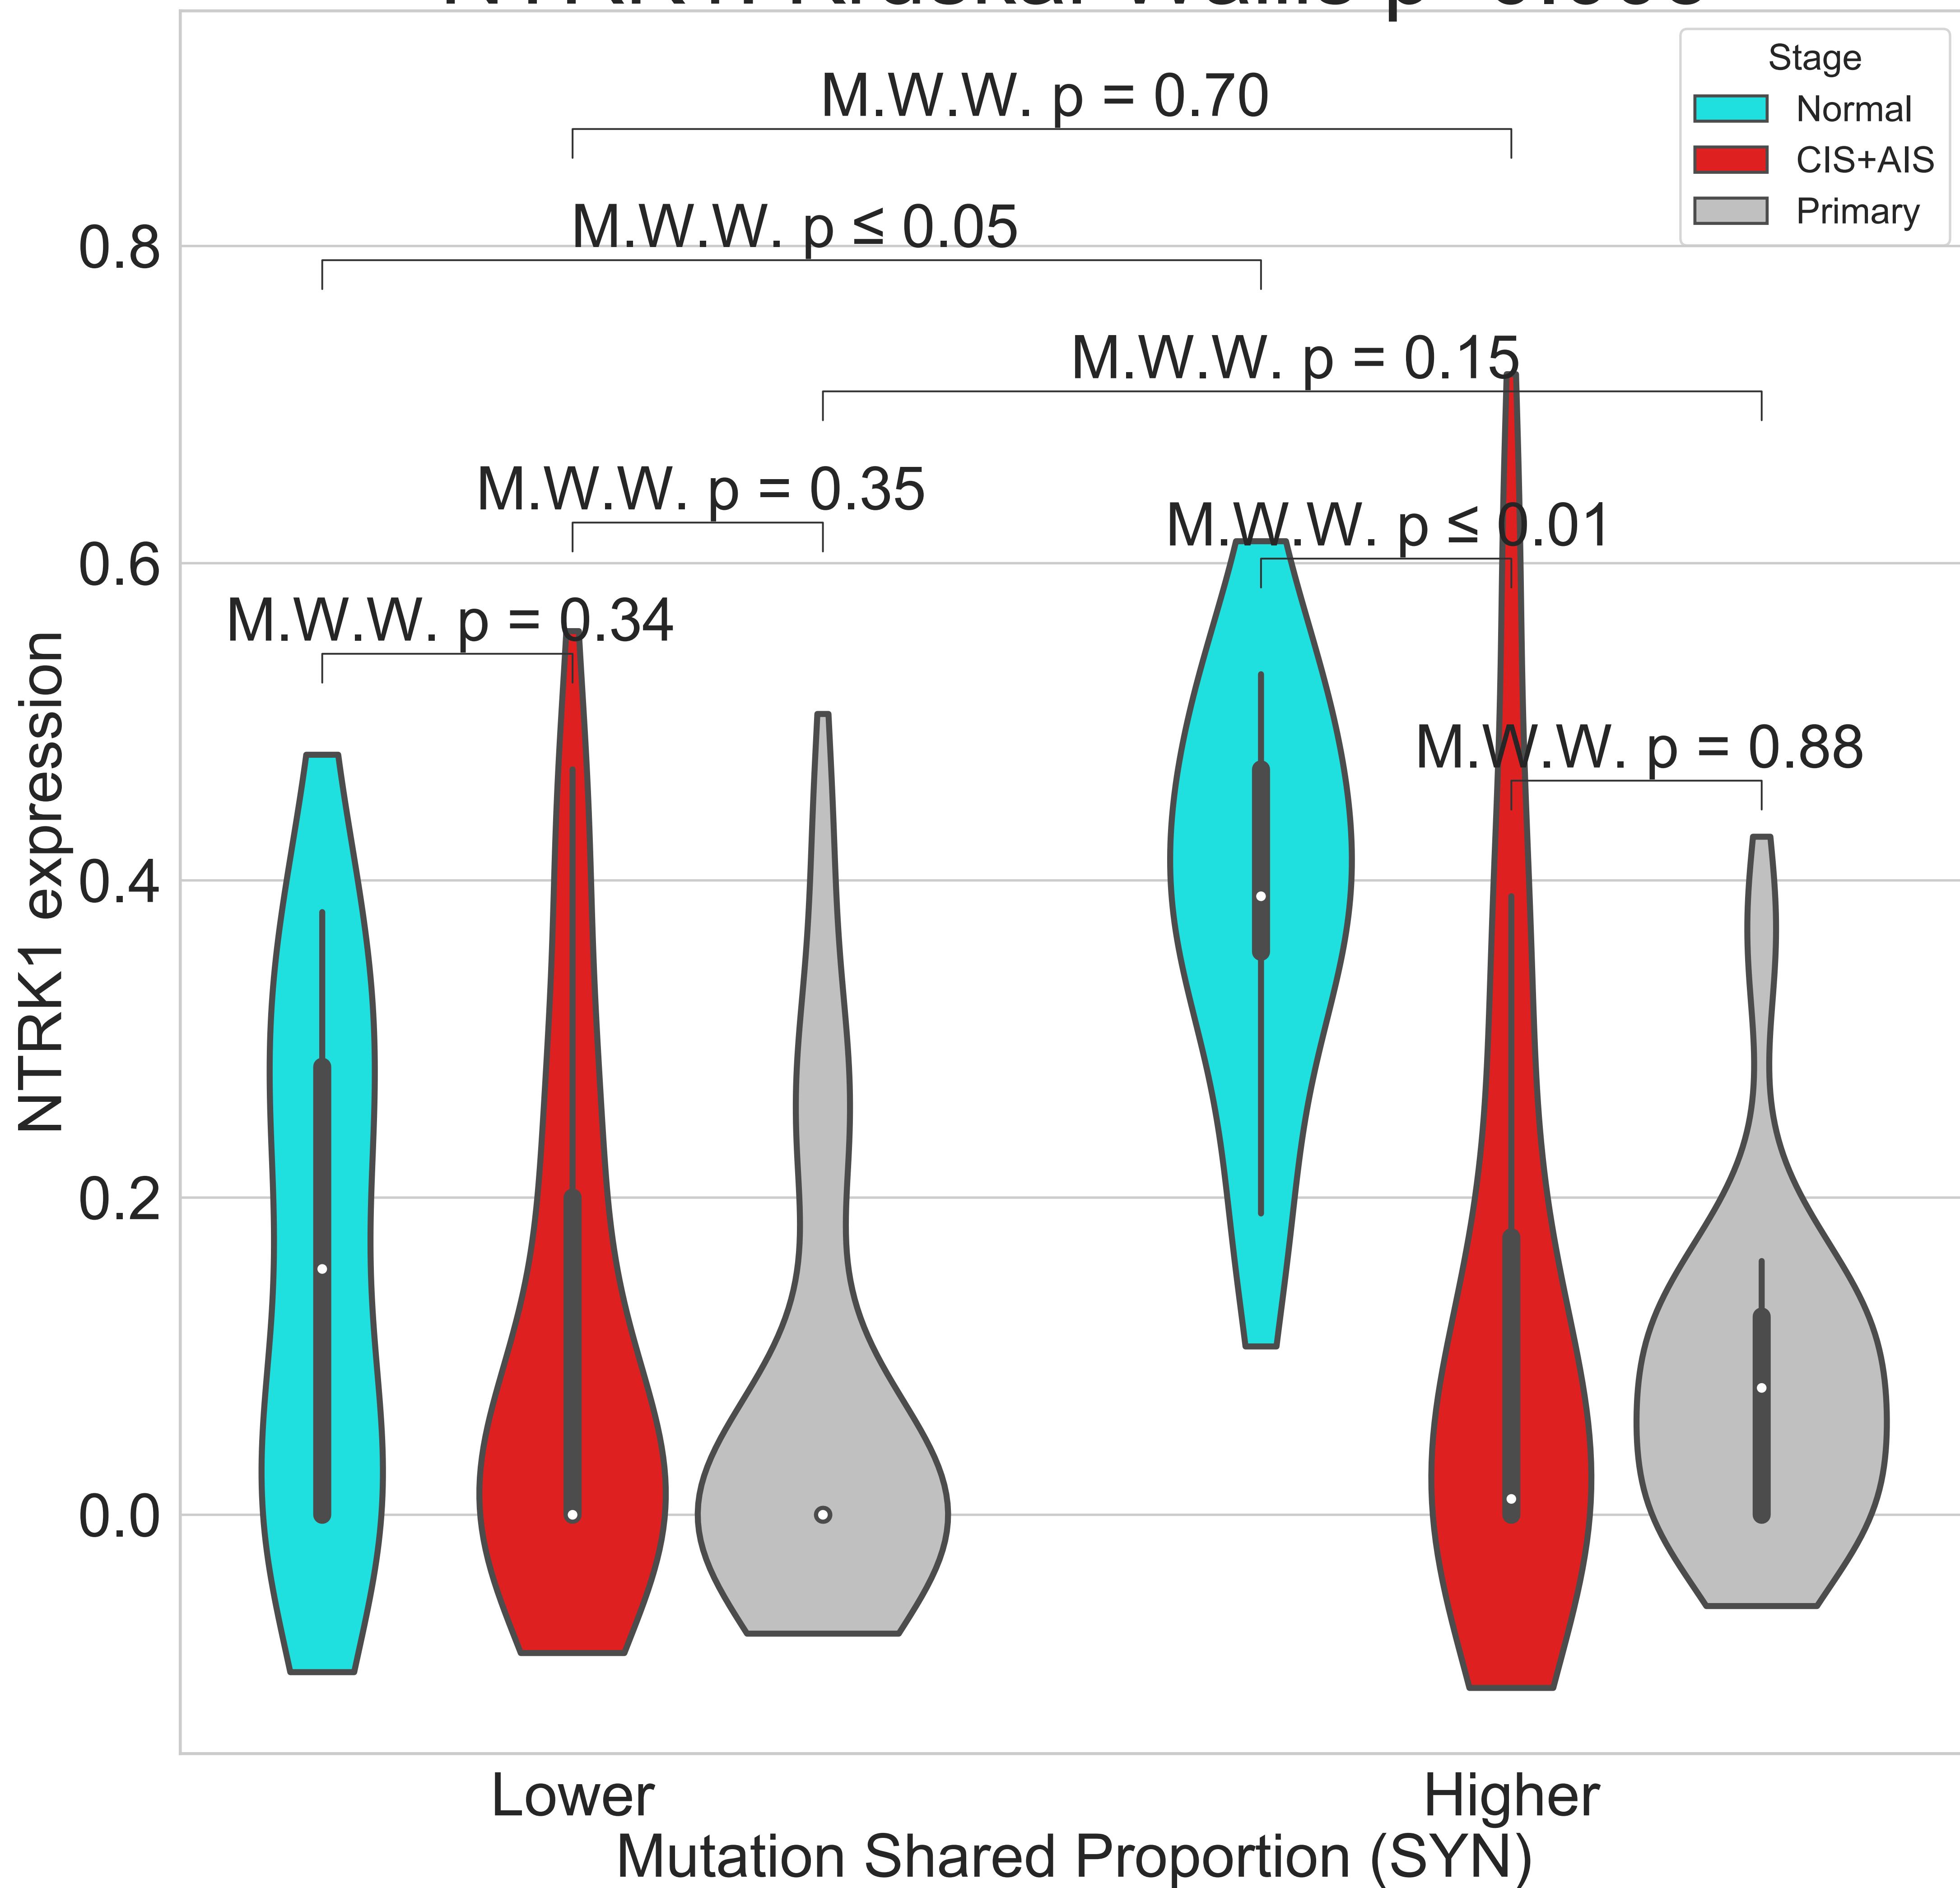 Stage
Normal
CIS+AIS
Primary
M.W.W. p = 0.70
M.W.W. p ≤ 0.05
M.W.W. p = 0.15
M.W.W. p = 0.35
M.W.W. p ≤ 0.01
M.W.W. p = 0.34
M.W.W. p = 0.88
0.8
0.6
0.4
0.2
0.0
NTRK1 expression
Lower
Higher
Mutation Shared Proportion (SYN)